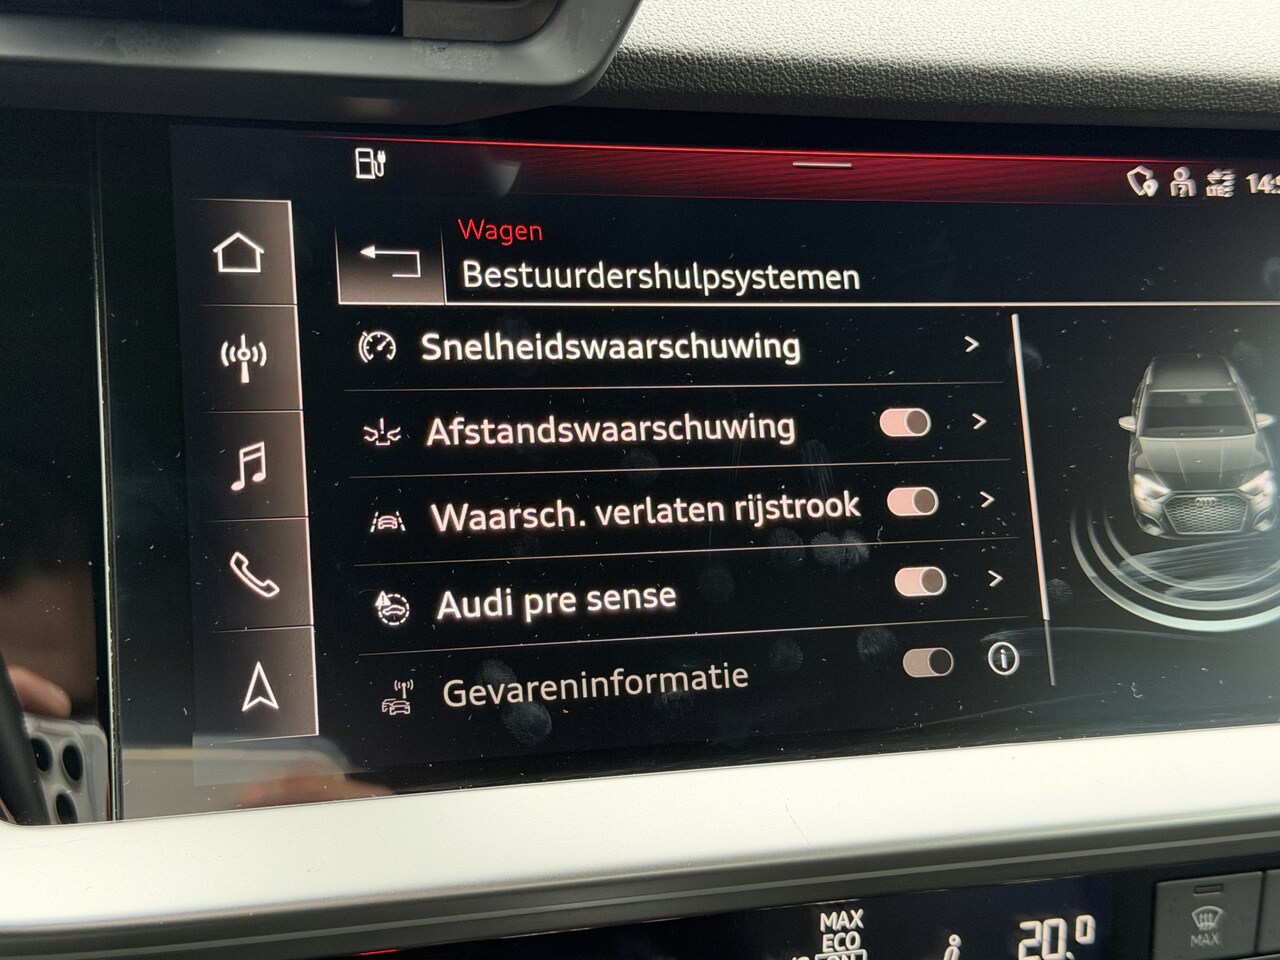 Wagen
Bestuurdershulpsystemen
Snelheidswaarschuwing
Afstandswaarschuwing
Waarsch. verlaten rijstrook
Audi pre sense
Gevareninformatie
MAX
ECO
20.0
MAX